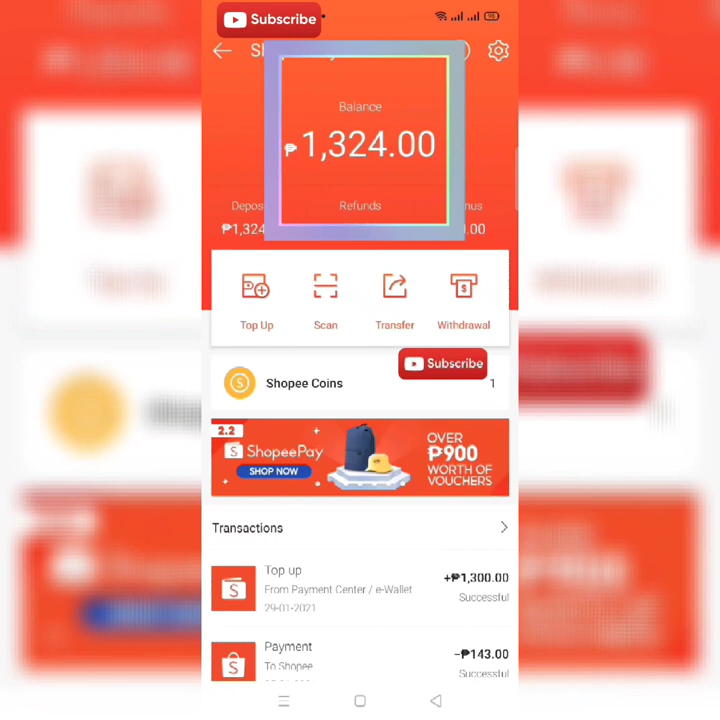 Subscribe
Balance
₱1,324.00
Refunds
₱1,324
.00
Top Up
Scan
Transfer
Withdrawal
Subscribe
Shopee Coins
1
2.2
ShopeePay
SHOP NOW
OVER
₱900
WORTH OF
VOUCHERS
Transactions
Top up
+₱1,300.00
From Payment Center / e-Wallet
Successful
29-01-2021
Payment
-₱143.00
To Shopee
Successful